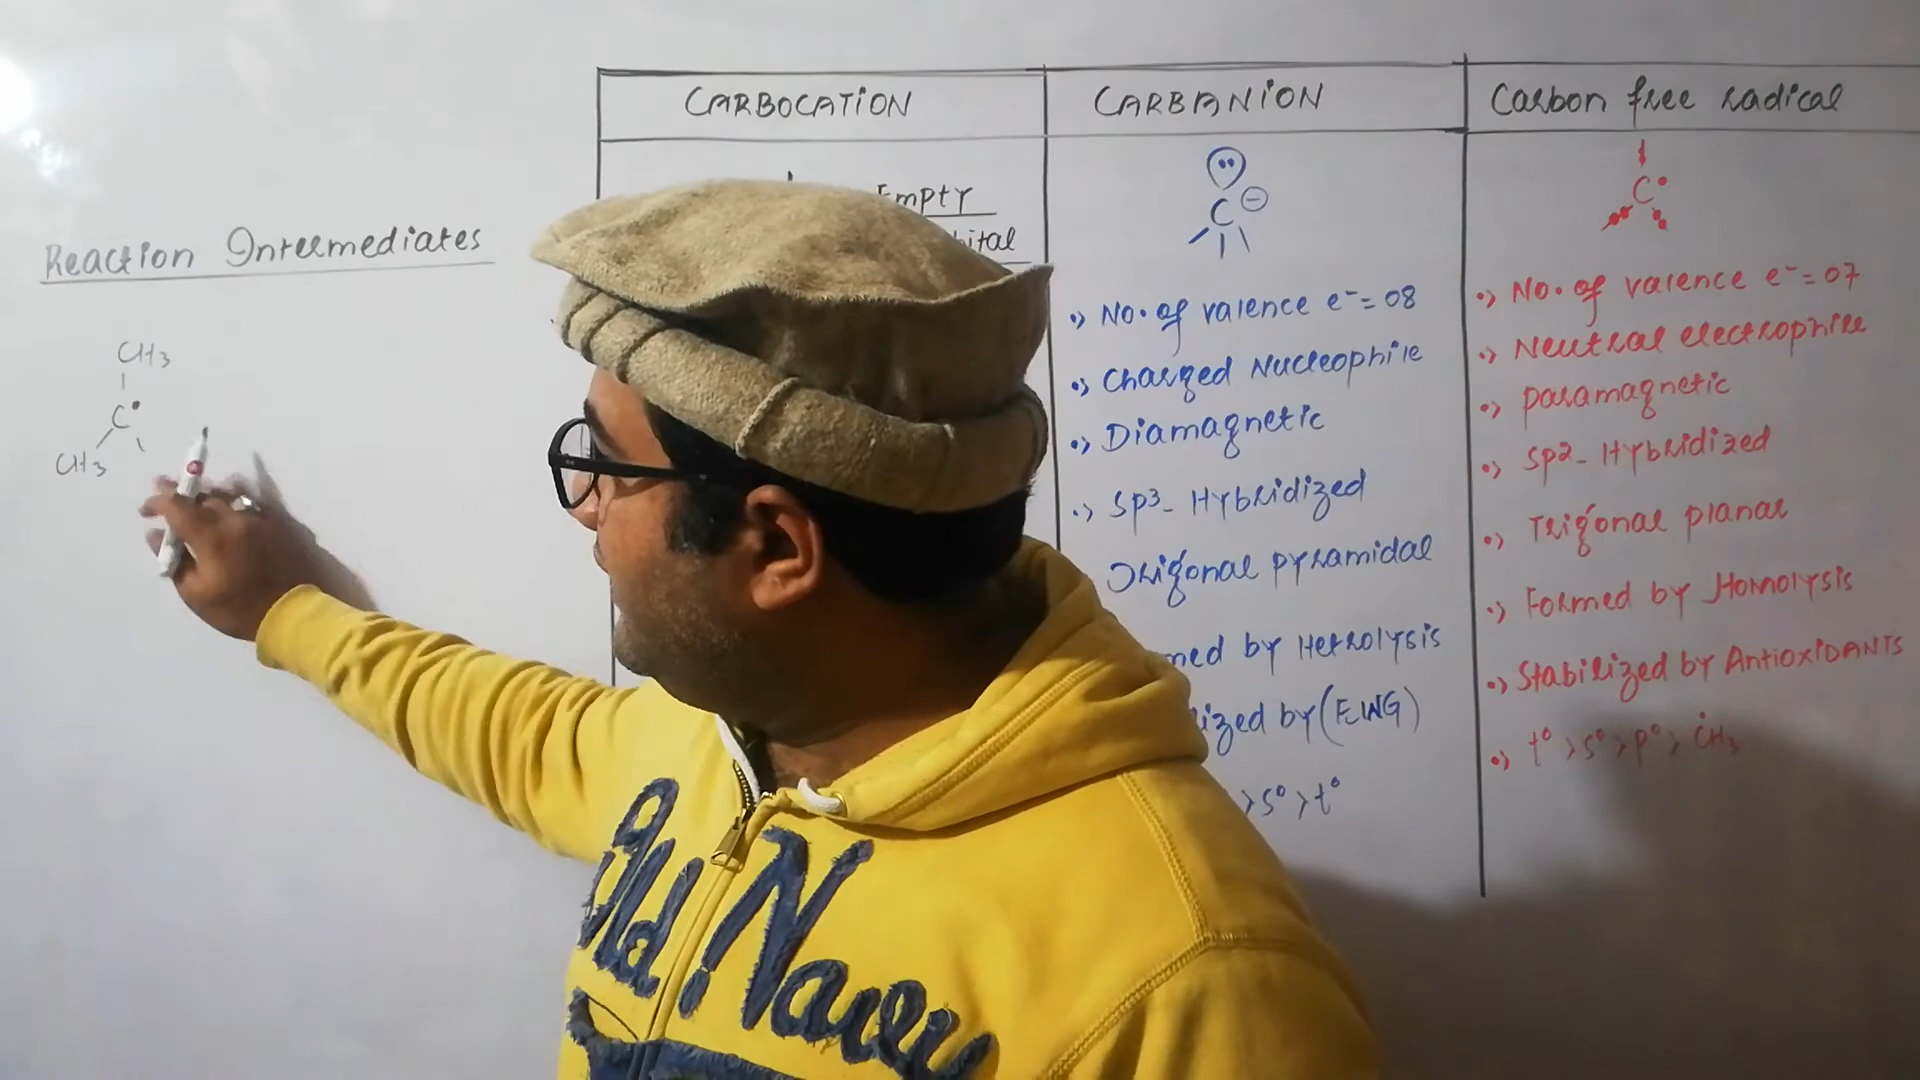 Reaction Intermediates
CH3
C•
CH3
CARBOCATION
Empty
CARBANION
C
•) No. of valence e-= 08
•) Charged Nucleophile
•) Diamagnetic
•) Sp3- Hybridized
Trigonal pyramidal
by Hetrolysis
by (EWG)
> s° > t°
Carbon free radical
C•
•) No. of valence e-= 07
•) Neutral electrophile
•) paramagnetic
•) Sp2- Hybridized
•) Trigonal planar
•) Formed by Homolysis
•) Stabilized by AntioxiDANTS
•) t° > s° > p° > ĊH3
Old Navy